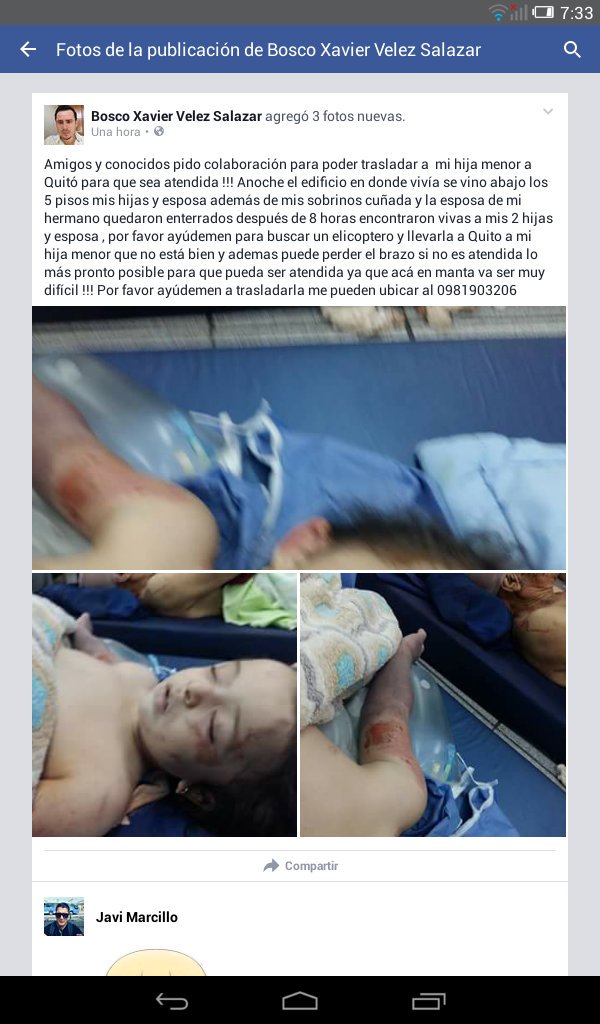 7:33
Fotos de la publicación de Bosco Xavier Velez Salazar
Bosco Xavier Velez Salazar agregó 3 fotos nuevas.
Una hora •
Amigos y conocidos pido colaboración para poder trasladar a mi hija menor a
Quitó para que sea atendida !!! Anoche el edificio en donde vivía se vino abajo los
5 pisos mis hijas y esposa además de mis sobrinos cuñada y la esposa de mi
hermano quedaron enterrados después de 8 horas encontraron vivas a mis 2 hijas
y esposa , por favor ayúdemen para buscar un elicoptero y llevarla a Quito a mi
hija menor que no está bien y ademas puede perder el brazo si no es atendida lo
más pronto posible para que pueda ser atendida ya que acá en manta va ser muy
difícil !!! Por favor ayúdemen a trasladarla me pueden ubicar al 0981903206
Compartir
Javi Marcillo